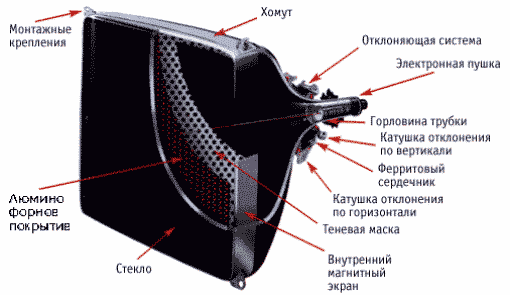 Хомут
Монтажные
крепления
Отклоняющая система
Электронная пушка
Горловина трубки
Катушка отклонения
по вертикали
Ферритовый
сердечник
Катушка отклонения
по горизонтали
Теневая маска
Внутренний
магнитный
экран
Люмино
форное
покрытие
Стекло